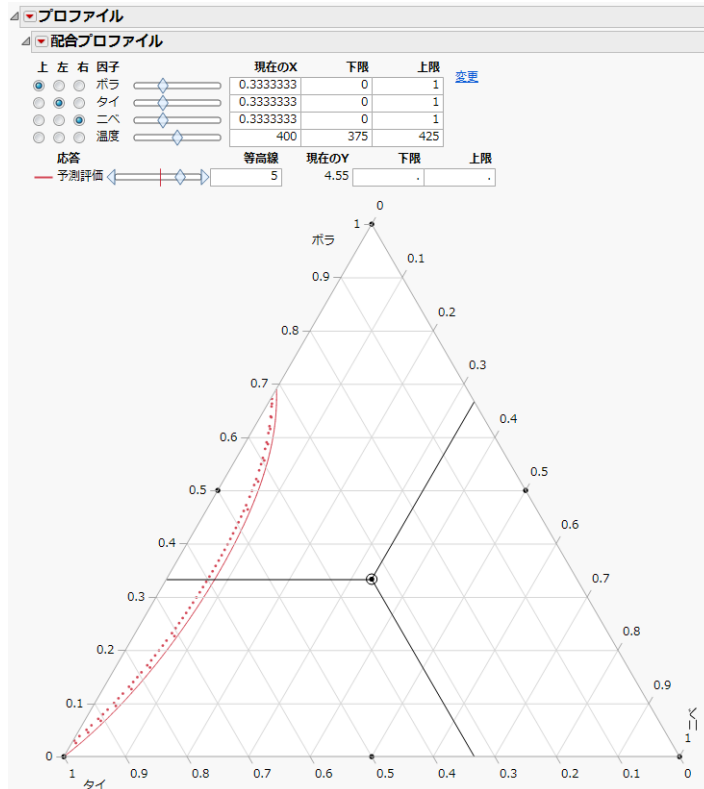 プロファイル
配合プロファイル
上 左 右 因子 現在のX 下限 上限
ボラ 0.3333333 0 1 変更
タイ 0.3333333 0 1
ニベ 0.3333333 0 1
温度 400 375 425
応答 等高線 現在のY 下限 上限
予測評価 5 4.55 . .
0
1
ボラ
0.1
0.9
0.2
0.8
0.3
0.7
0.4
0.6
0.5
0.5
0.6
0.4
0.7
0.3
0.8
0.2
0.9
0.1
ニベ
1
0
1 0.9 0.8 0.7 0.6 0.5 0.4 0.3 0.2 0.1 0
タイ